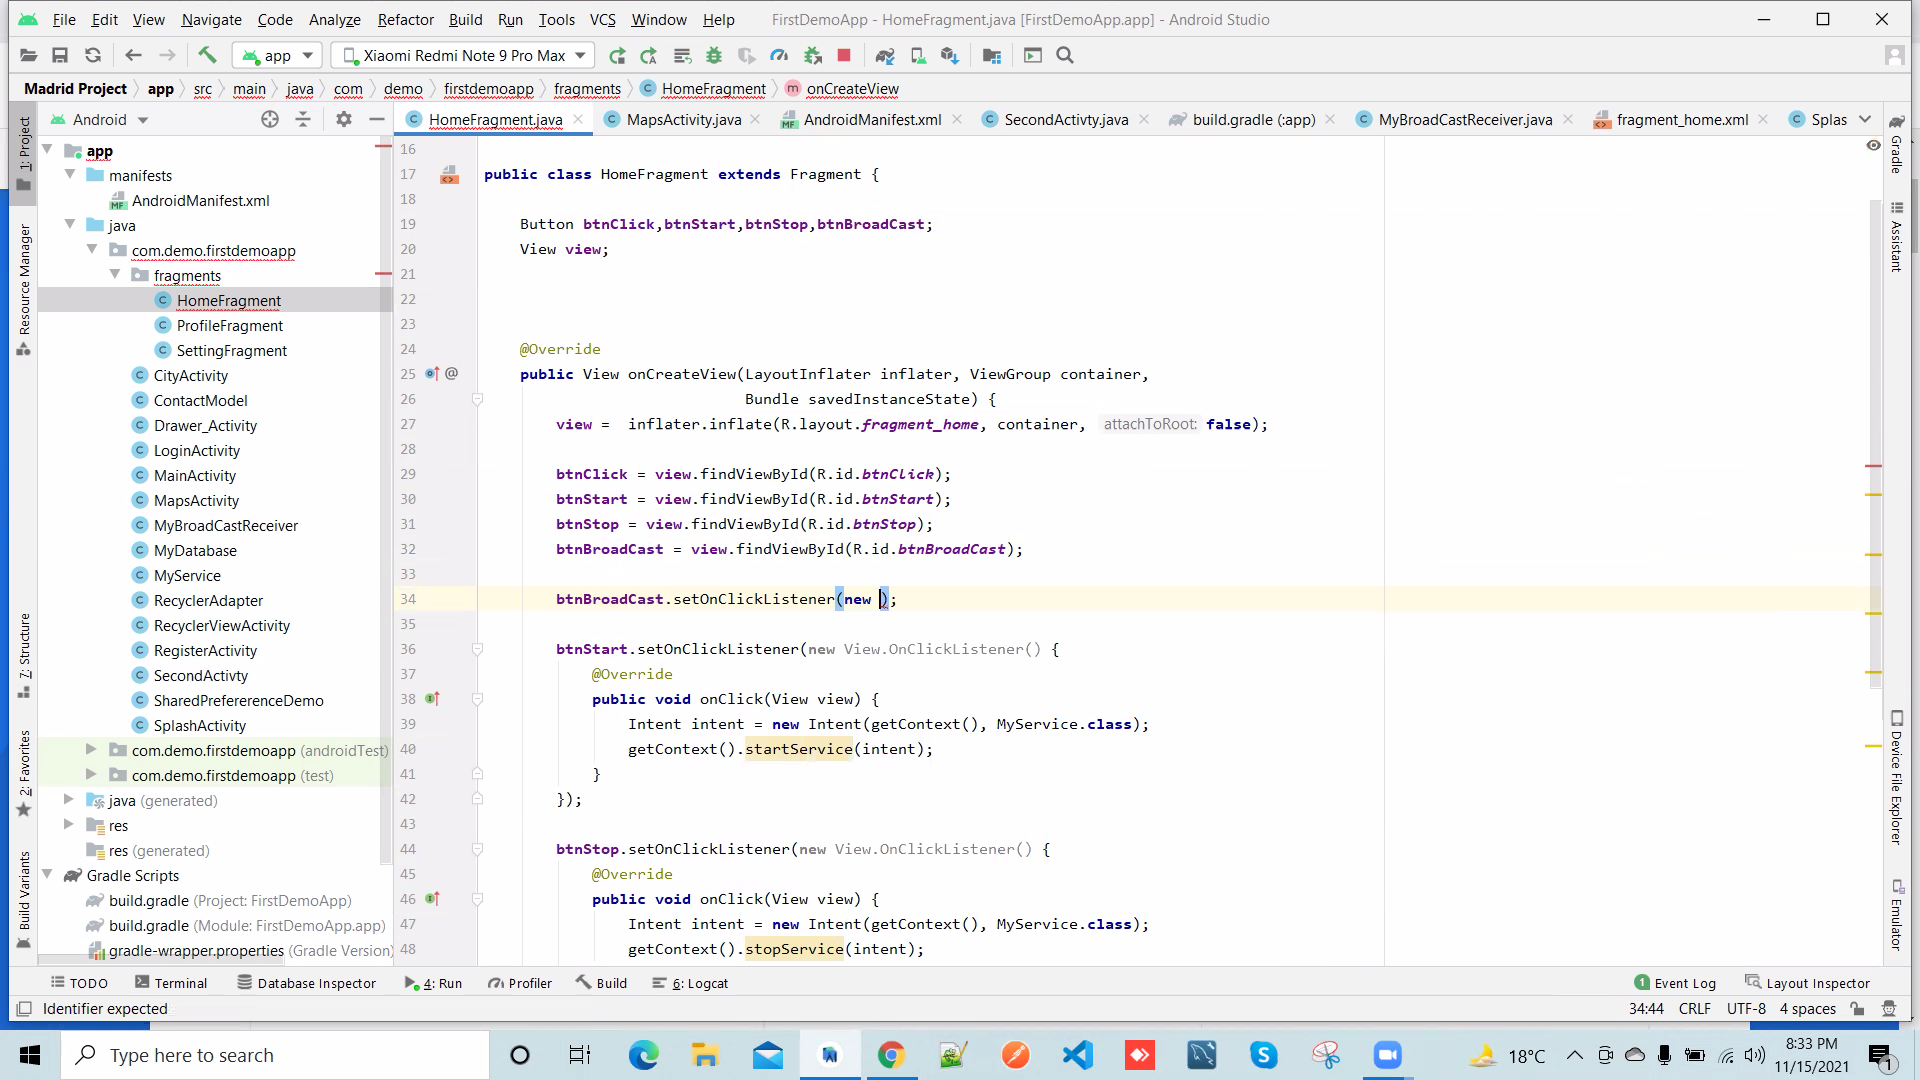 File Edit View Navigate Code Analyze Refactor Build Run Tools VCS Window Help FirstDemoApp - HomeFragment.java [FirstDemoApp.app] - Android Studio
app Xiaomi Redmi Note 9 Pro Max
Madrid Project app src main java com demo firstdemoapp fragments HomeFragment onCreateView
Android HomeFragment.java MapsActivity.java AndroidManifest.xml SecondActivty.java build.gradle (:app) MyBroadCastReceiver.java fragment_home.xml Splas
1: Project
Resource Manager
7: Structure
2: Favorites
Build Variants
app
manifests
AndroidManifest.xml
java
com.demo.firstdemoapp
fragments
HomeFragment
ProfileFragment
SettingFragment
CityActivity
ContactModel
Drawer_Activity
LoginActivity
MainActivity
MapsActivity
MyBroadCastReceiver
MyDatabase
MyService
RecyclerAdapter
RecyclerViewActivity
RegisterActivity
SecondActivty
SharedPrefererenceDemo
SplashActivity
com.demo.firstdemoapp (androidTest)
com.demo.firstdemoapp (test)
java (generated)
res
res (generated)
Gradle Scripts
build.gradle (Project: FirstDemoApp)
build.gradle (Module: FirstDemoApp.app)
gradle-wrapper.properties (Gradle Version)
16
17 public class HomeFragment extends Fragment {
18
19 Button btnClick,btnStart,btnStop,btnBroadCast;
20 View view;
21
22
23
24 @Override
25 @ public View onCreateView(LayoutInflater inflater, ViewGroup container,
26 Bundle savedInstanceState) {
27 view = inflater.inflate(R.layout.fragment_home, container, attachToRoot: false);
28
29 btnClick = view.findViewById(R.id.btnClick);
30 btnStart = view.findViewById(R.id.btnStart);
31 btnStop = view.findViewById(R.id.btnStop);
32 btnBroadCast = view.findViewById(R.id.btnBroadCast);
33
34 btnBroadCast.setOnClickListener(new );
35
36 btnStart.setOnClickListener(new View.OnClickListener() {
37 @Override
38 public void onClick(View view) {
39 Intent intent = new Intent(getContext(), MyService.class);
40 getContext().startService(intent);
41 }
42 });
43
44 btnStop.setOnClickListener(new View.OnClickListener() {
45 @Override
46 public void onClick(View view) {
47 Intent intent = new Intent(getContext(), MyService.class);
48 getContext().stopService(intent);
Gradle
Assistant
Device File Explorer
Emulator
TODO Terminal Database Inspector 4: Run Profiler Build 6: Logcat 1 Event Log Layout Inspector
Identifier expected 34:44 CRLF UTF-8 4 spaces
Type here to search 18°C 8:33 PM
11/15/2021 1